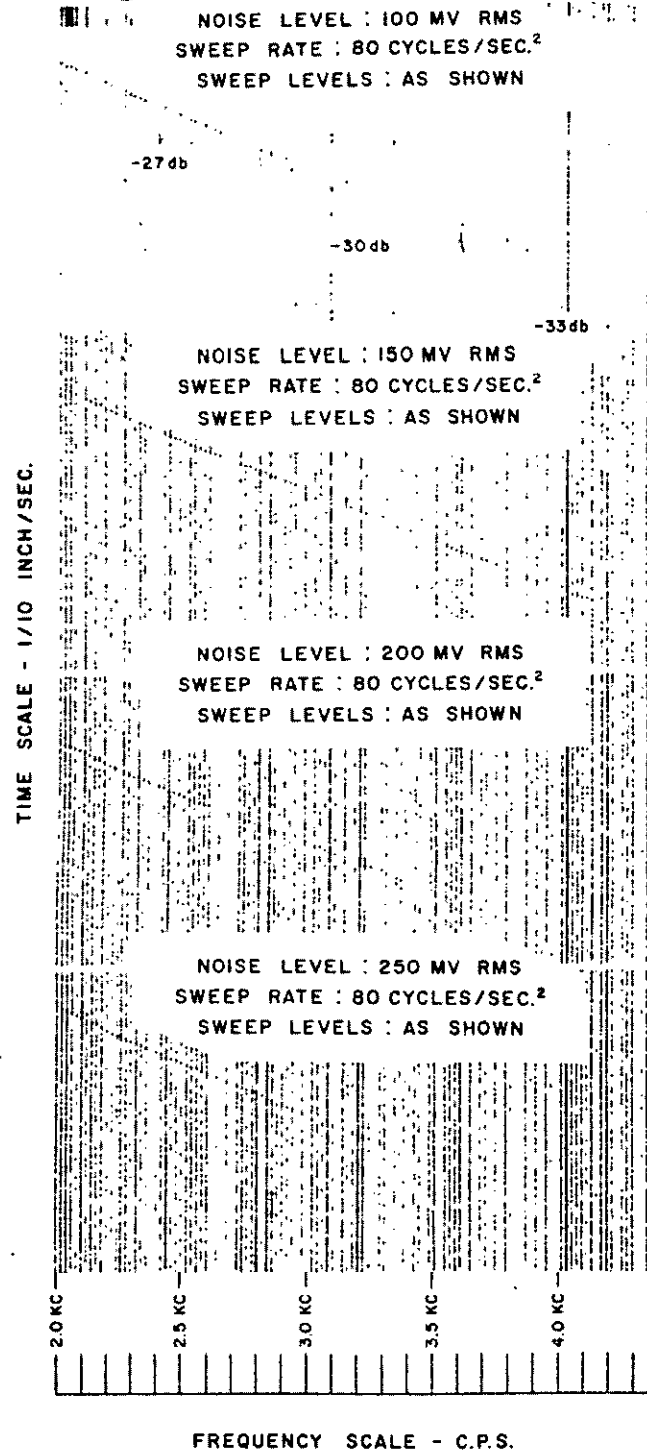 NOISE LEVEL : 100 MV RMS
SWEEP RATE : 80 CYCLES/SEC.²
SWEEP LEVELS : AS SHOWN
-27db
-30db
-33db
NOISE LEVEL : 150 MV RMS
SWEEP RATE : 80 CYCLES/SEC.²
SWEEP LEVELS : AS SHOWN
TIME SCALE - 1/10 INCH/SEC.
NOISE LEVEL : 200 MV RMS
SWEEP RATE : 80 CYCLES/SEC.²
SWEEP LEVELS : AS SHOWN
NOISE LEVEL : 250 MV RMS
SWEEP RATE : 80 CYCLES/SEC.²
SWEEP LEVELS : AS SHOWN
2.0 KC
2.5 KC
3.0 KC
3.5 KC
4.0 KC
FREQUENCY SCALE - C.P.S.